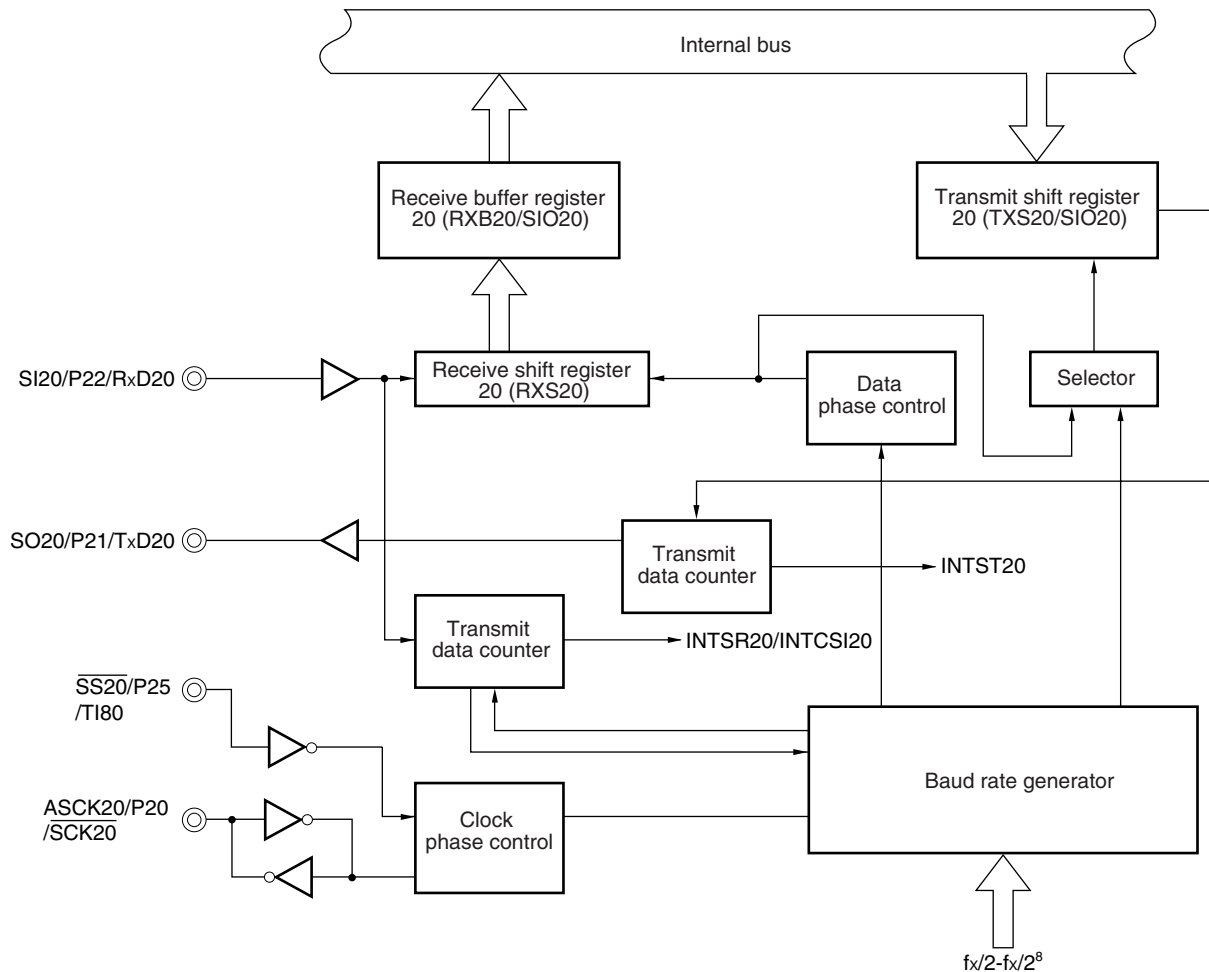 Internal bus
Receive buffer register
20 (RXB20/SIO20)
Transmit shift register
20 (TXS20/SIO20)
SI20/P22/RxD20
Receive shift register
20 (RXS20)
Data
phase control
Selector
SO20/P21/TxD20
Transmit
data counter
INTST20
Transmit
data counter
INTSR20/INTCSI20
SS20/P25
/TI80
Baud rate generator
ASCK20/P20
/SCK20
Clock
phase control
fx/2-fx/2⁸